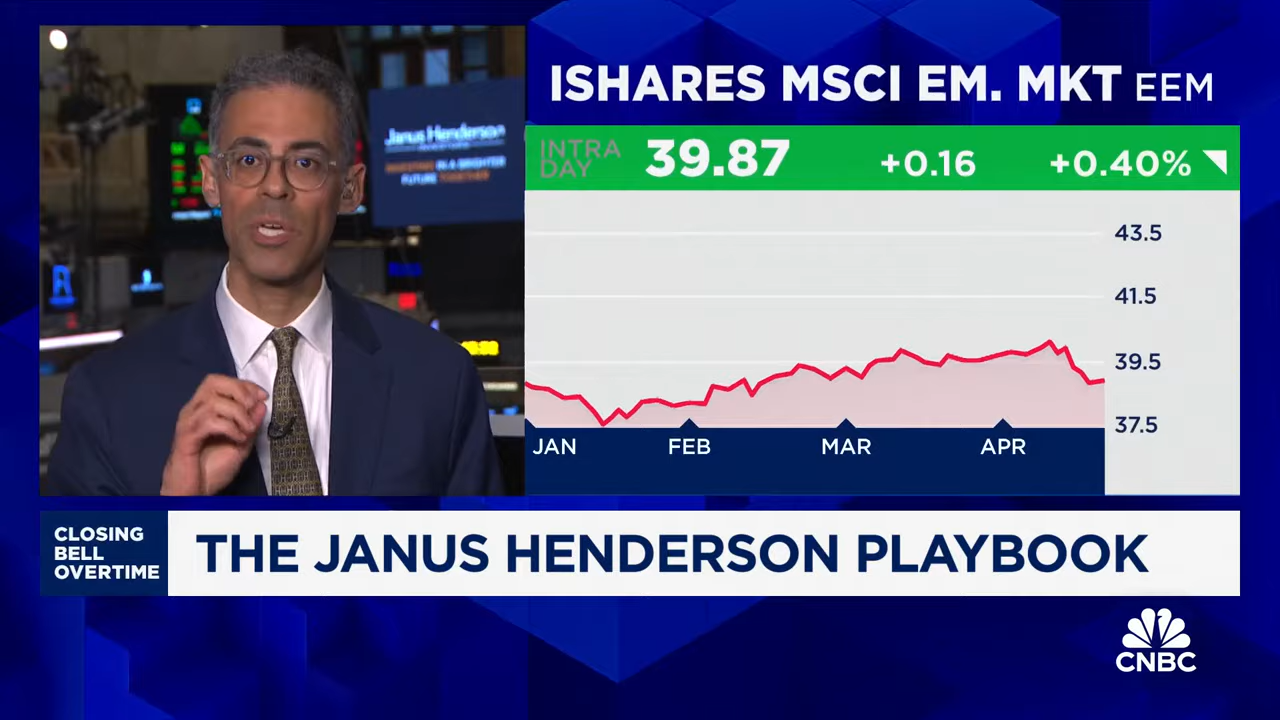 ISHARES MSCI EM. MKT EEM
INTRA
DAY
39.87
+0.16
+0.40%
43.5
41.5
39.5
37.5
JAN
FEB
MAR
APR
Janus Henderson
INVESTING IN A BRIGHTER
FUTURE TOGETHER
CLOSING
BELL
OVERTIME
THE JANUS HENDERSON PLAYBOOK
CNBC